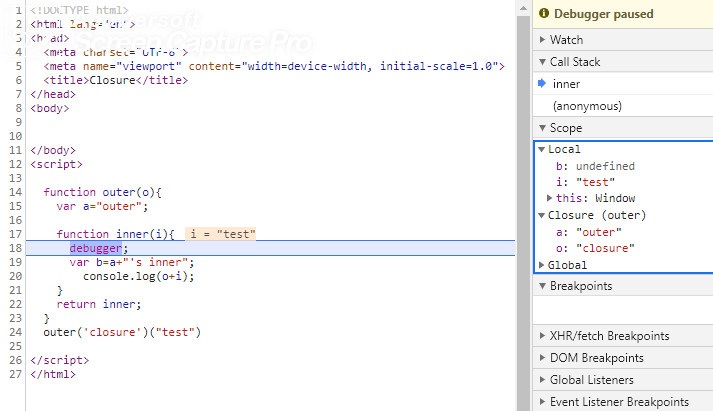 1 <!DOCTYPE html>
2 <html lang="en">
3 <head>
4 <meta charset="UTF-8">
5 <meta name="viewport" content="width=device-width, initial-scale=1.0">
6 <title>Closure</title>
7 </head>
8 <body>
9
10
11 </body>
12 <script>
13
14 function outer(o){
15 var a="outer";
16
17 function inner(i){ i = "test"
18 debugger;
19 var b=a+"'s inner";
20 console.log(o+i);
21 }
22 return inner;
23 }
24 outer('closure')("test")
25
26 </script>
27 </html>
Screen Capture Pro
Debugger paused
Watch
Call Stack
inner
(anonymous)
Scope
Local
b: undefined
i: "test"
this: Window
Closure (outer)
a: "outer"
o: "closure"
Global
Breakpoints
XHR/fetch Breakpoints
DOM Breakpoints
Global Listeners
Event Listener Breakpoints